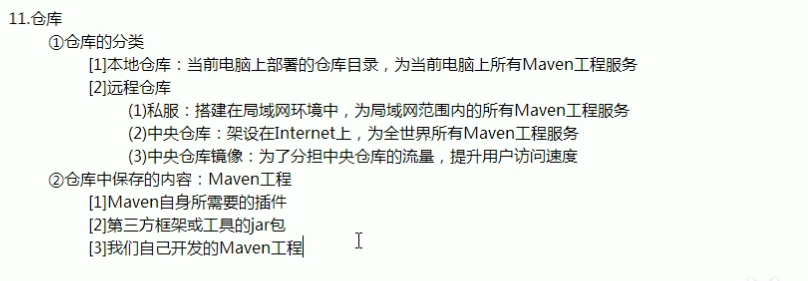 11.仓库
①仓库的分类
[1]本地仓库：当前电脑上部署的仓库目录，为当前电脑上所有Maven工程服务
[2]远程仓库
(1)私服：搭建在局域网环境中，为局域网范围内的所有Maven工程服务
(2)中央仓库：架设在Internet上，为全世界所有Maven工程服务
(3)中央仓库镜像：为了分担中央仓库的流量，提升用户访问速度
②仓库中保存的内容：Maven工程
[1]Maven自身所需要的插件
[2]第三方框架或工具的jar包
[3]我们自己开发的Maven工程